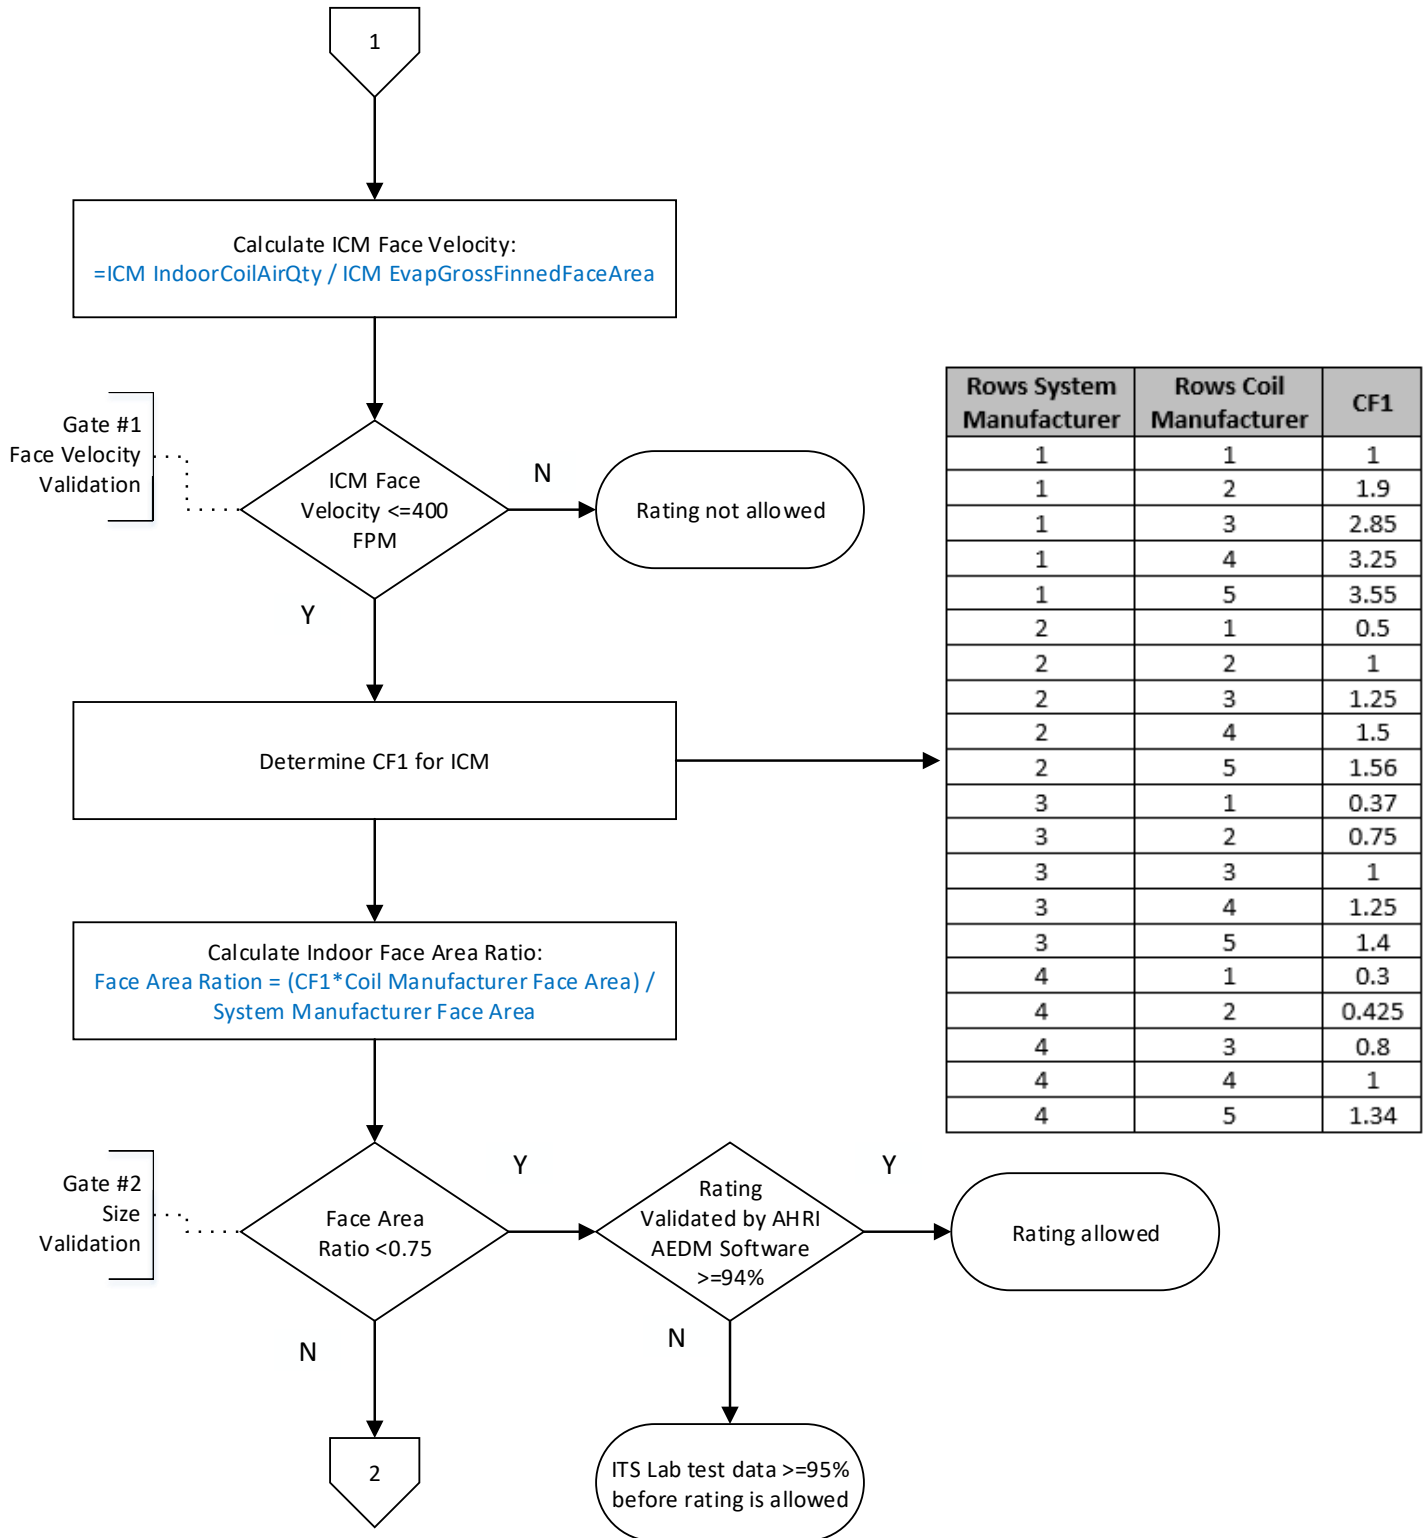 1
Calculate ICM Face Velocity:
=ICM IndoorCoilAirQty / ICM EvapGrossFinnedFaceArea
Gate #1
Face Velocity
Validation
ICM Face
Velocity <=400
FPM
N
Rating not allowed
Y
Determine CF1 for ICM
Rows System Manufacturer Rows Coil Manufacturer CF1
1 1 1
1 2 1.9
1 3 2.85
1 4 3.25
1 5 3.55
2 1 0.5
2 2 1
2 3 1.25
2 4 1.5
2 5 1.56
3 1 0.37
3 2 0.75
3 3 1
3 4 1.25
3 5 1.4
4 1 0.3
4 2 0.425
4 3 0.8
4 4 1
4 5 1.34
Calculate Indoor Face Area Ratio:
Face Area Ration = (CF1*Coil Manufacturer Face Area) /
System Manufacturer Face Area
Gate #2
Size
Validation
Face Area
Ratio <0.75
Y
Rating
Validated by AHRI
AEDM Software
>=94%
Y
Rating allowed
N
N
2
ITS Lab test data >=95%
before rating is allowed